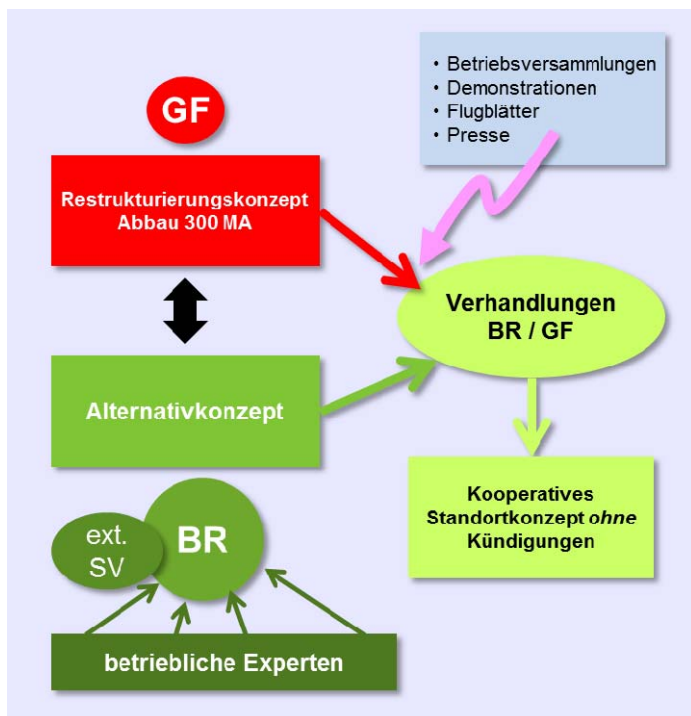 • Betriebsversammlungen
• Demonstrationen
• Flugblätter
• Presse
GF
Restrukturierungskonzept
Abbau 300 MA
Verhandlungen
BR / GF
Alternativkonzept
Kooperatives
Standortkonzept ohne
Kündigungen
ext.
SV
BR
betriebliche Experten